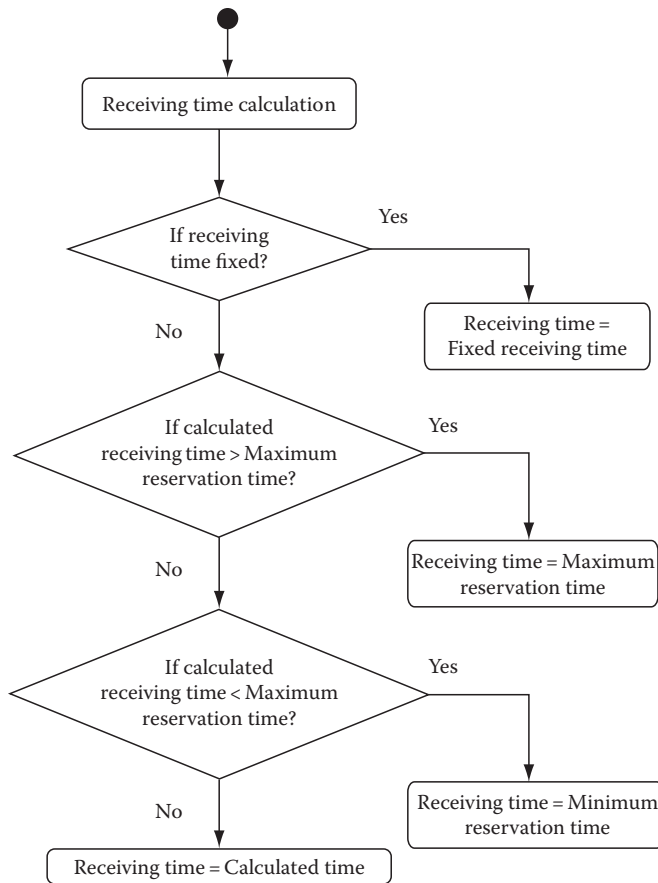 Receiving time calculation
If receiving
time fixed?
Yes
Receiving time =
Fixed receiving time
No
If calculated
receiving time > Maximum
reservation time?
Yes
Receiving time = Maximum
reservation time
No
If calculated
receiving time < Maximum
reservation time?
Yes
Receiving time = Minimum
reservation time
No
Receiving time = Calculated time